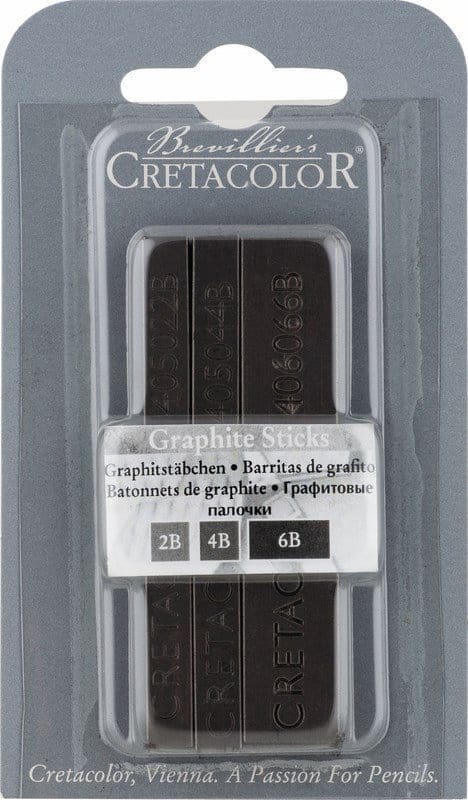 Brevillier's
CRETACOLOR®
405022B
405044B
406066B
Graphite Sticks
Graphitstäbchen • Barritas de grafito
Batonnets de graphite • Графитовые
палочки
2B 4B 6B
CRETAC
CRETAC
CRETAC
Cretacolor, Vienna. A Passion For Pencils.